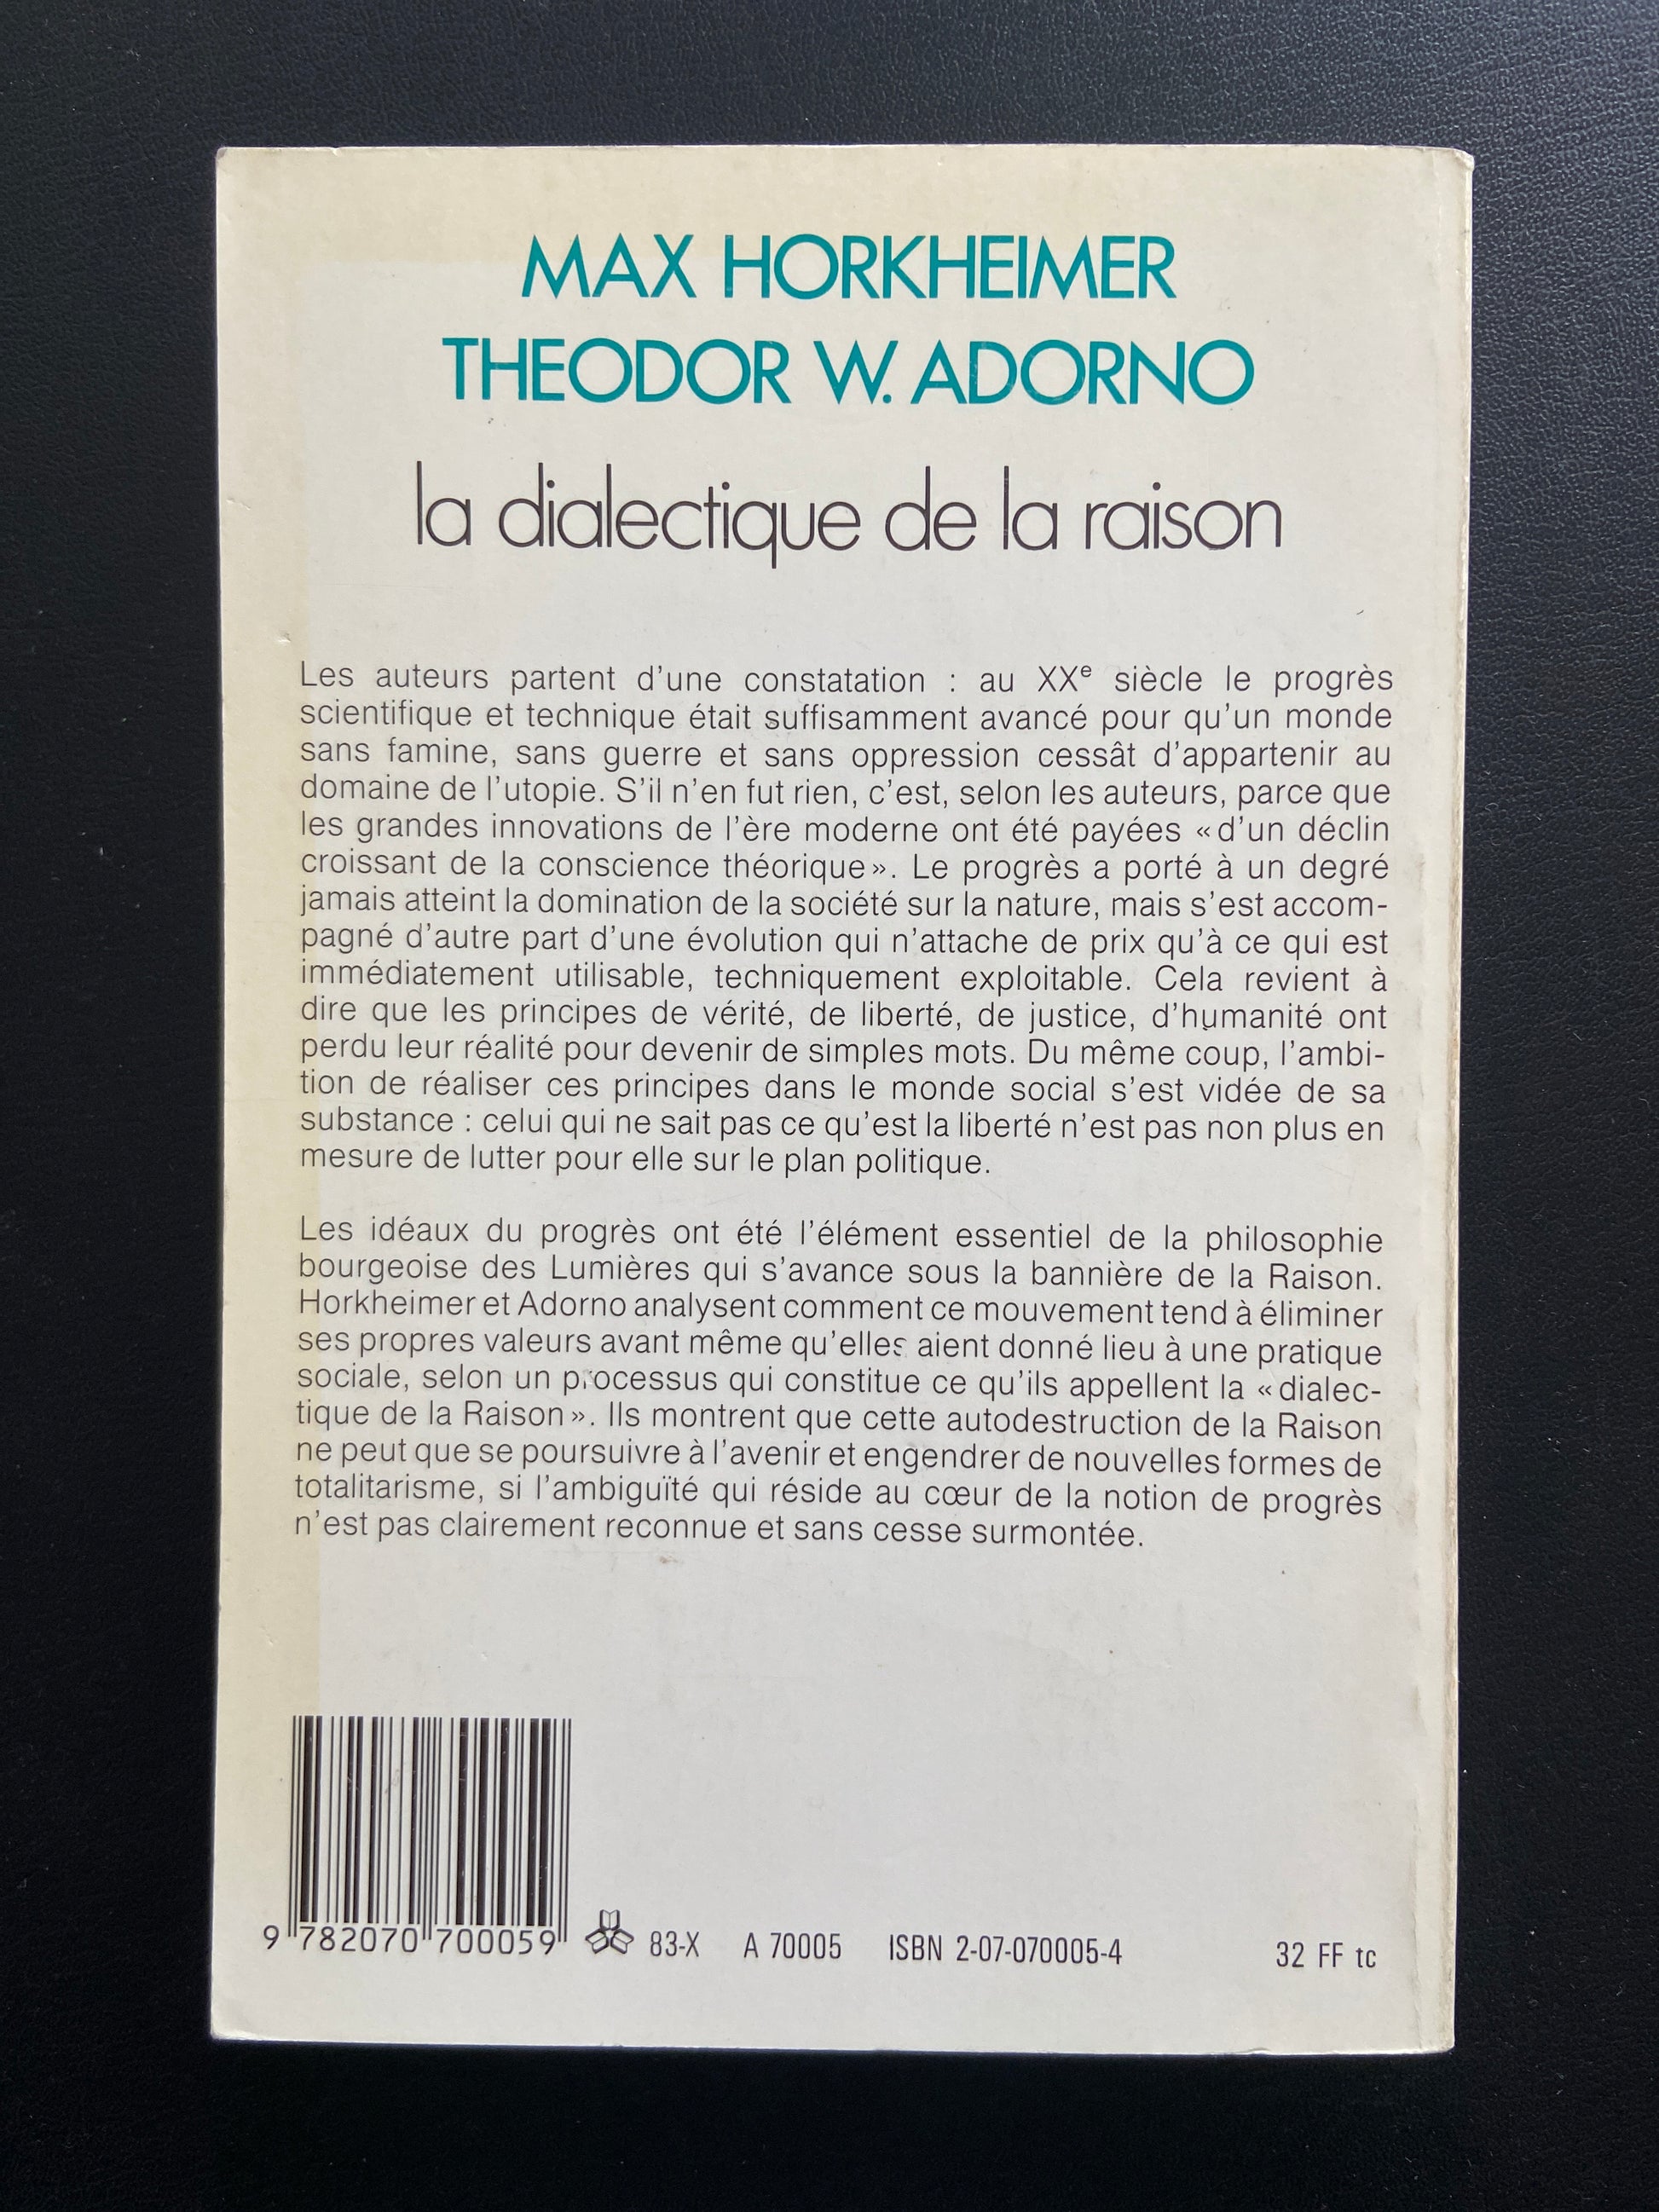 MAX HORKHEIMER
THEODOR W. ADORNO
la dialectique de la raison
Les auteurs partent d'une constatation : au XXe siècle le progrès
scientifique et technique était suffisamment avancé pour qu'un monde
sans famine, sans guerre et sans oppression cessât d'appartenir au
domaine de l'utopie. S'il n'en fut rien, c'est, selon les auteurs, parce que
les grandes innovations de l'ère moderne ont été payées « d'un déclin
croissant de la conscience théorique ». Le progrès a porté à un degré
jamais atteint la domination de la société sur la nature, mais s'est accom-
pagné d'autre part d'une évolution qui n'attache de prix qu'à ce qui est
immédiatement utilisable, techniquement exploitable. Cela revient à
dire que les principes de vérité, de liberté, de justice, d'humanité ont
perdu leur réalité pour devenir de simples mots. Du même coup, l'ambi-
tion de réaliser ces principes dans le monde social s'est vidée de sa
substance : celui qui ne sait pas ce qu'est la liberté n'est pas non plus en
mesure de lutter pour elle sur le plan politique.
Les idéaux du progrès ont été l'élément essentiel de la philosophie
bourgeoise des Lumières qui s'avance sous la bannière de la Raison.
Horkheimer et Adorno analysent comment ce mouvement tend à éliminer
ses propres valeurs avant même qu'elles aient donné lieu à une pratique
sociale, selon un processus qui constitue ce qu'ils appellent la « dialec-
tique de la Raison ». Ils montrent que cette autodestruction de la Raison
ne peut que se poursuivre à l'avenir et engendrer de nouvelles formes de
totalitarisme, si l'ambiguïté qui réside au cœur de la notion de progrès
n'est pas clairement reconnue et sans cesse surmontée.
9 782070 700059 83-X A 70005 ISBN 2-07-070005-4 32 FF tc